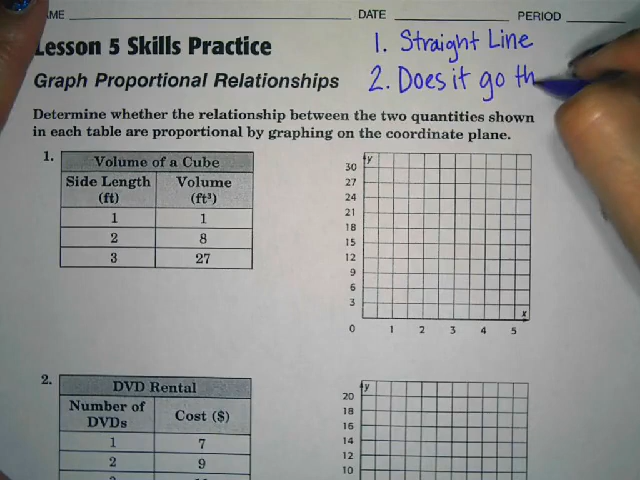 AME DATE PERIOD
Lesson 5 Skills Practice
Graph Proportional Relationships
1. Straight Line
2. Does it go th
Determine whether the relationship between the two quantities shown
in each table are proportional by graphing on the coordinate plane.
1.
Volume of a Cube
Side Length (ft) Volume (ft³)
1 1
2 8
3 27
y
30
27
24
21
18
15
12
9
6
3
x
0 1 2 3 4 5
2.
DVD Rental
Number of DVDs Cost ($)
1 7
2 9
y
20
18
16
14
12
10